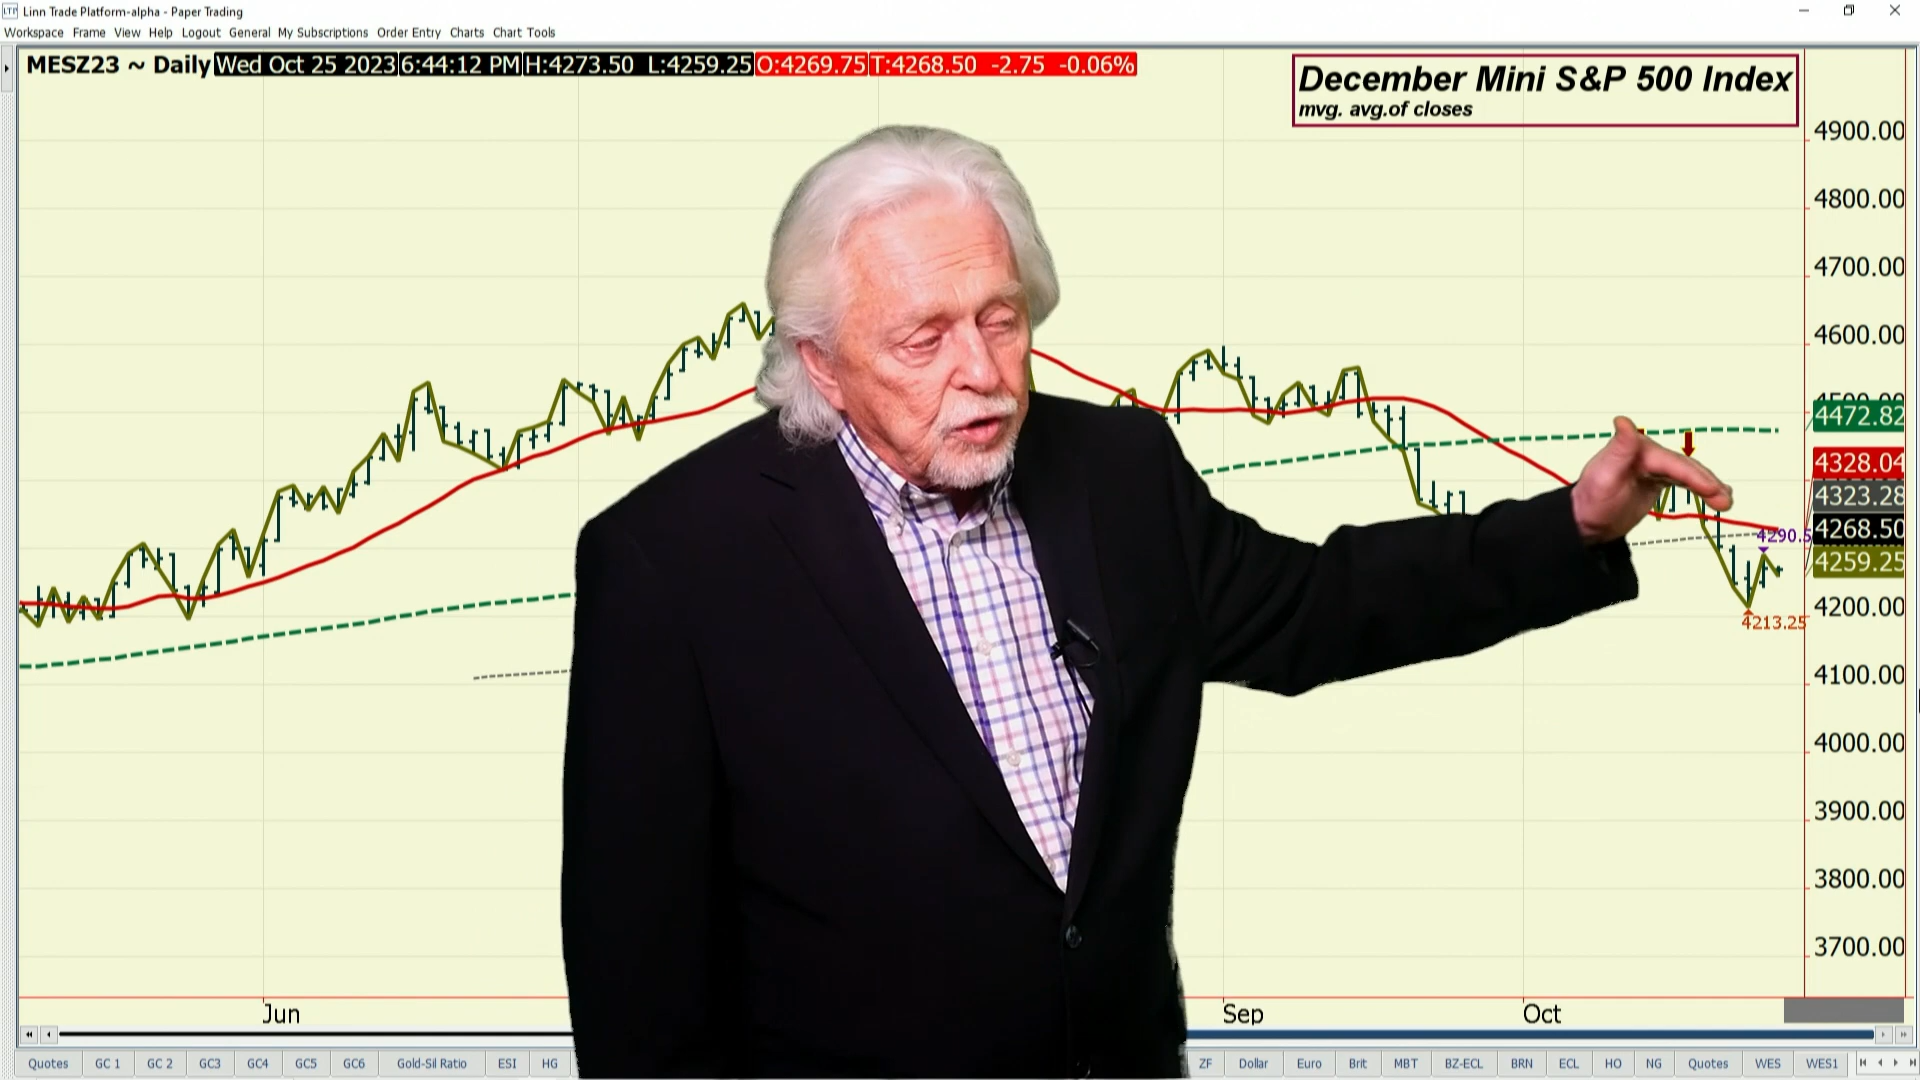 LTP Linn Trade Platform-alpha - Paper Trading
Workspace Frame View Help Logout General My Subscriptions Order Entry Charts Chart Tools
MESZ23 ~ Daily Wed Oct 25 2023 6:44:12 PM H:4273.50 L:4259.25 O:4269.75 T:4268.50 -2.75 -0.06%
December Mini S&P 500 Index
mvg. avg.of closes
4900.00
4800.00
4700.00
4600.00
4472.82
4328.04
4323.28
4268.50
4290.5
4259.25
4200.00
4213.25
4100.00
4000.00
3900.00
3800.00
3700.00
Jun Sep Oct
Quotes GC 1 GC 2 GC3 GC4 GC5 GC6 Gold-Sil Ratio ESI HG ZF Dollar Euro Brit MBT BZ-ECL BRN ECL HO NG Quotes WES WES1